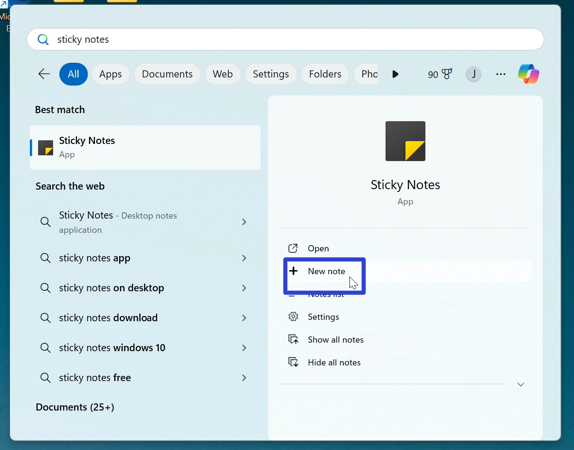 sticky notes
All Apps Documents Web Settings Folders Pho 90 J ...
Best match
Sticky Notes
App
Search the web
Sticky Notes - Desktop notes
application
sticky notes app
sticky notes on desktop
sticky notes download
sticky notes windows 10
sticky notes free
Documents (25+)
Sticky Notes
App
Open
New note
Notes list
Settings
Show all notes
Hide all notes